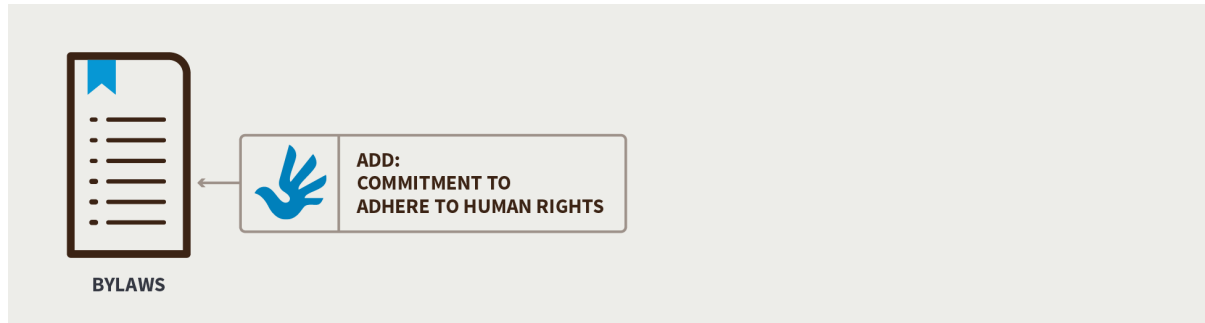 ADD:
COMMITMENT TO
ADHERE TO HUMAN RIGHTS
BYLAWS